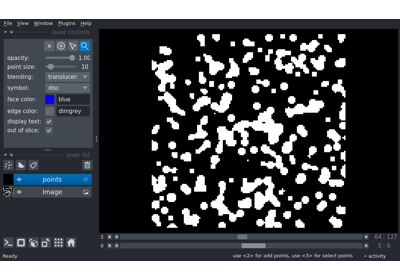 File View Window Plugins Help
layer controls
opacity: 1.00
point size: 10
blending: translucen
symbol: disc
face color: blue
edge color: dimgrey
display text:
out of slice:
layer list
points
Image
2 64 127
0 5 9
Ready use <2> for add points, use <3> for select points activity